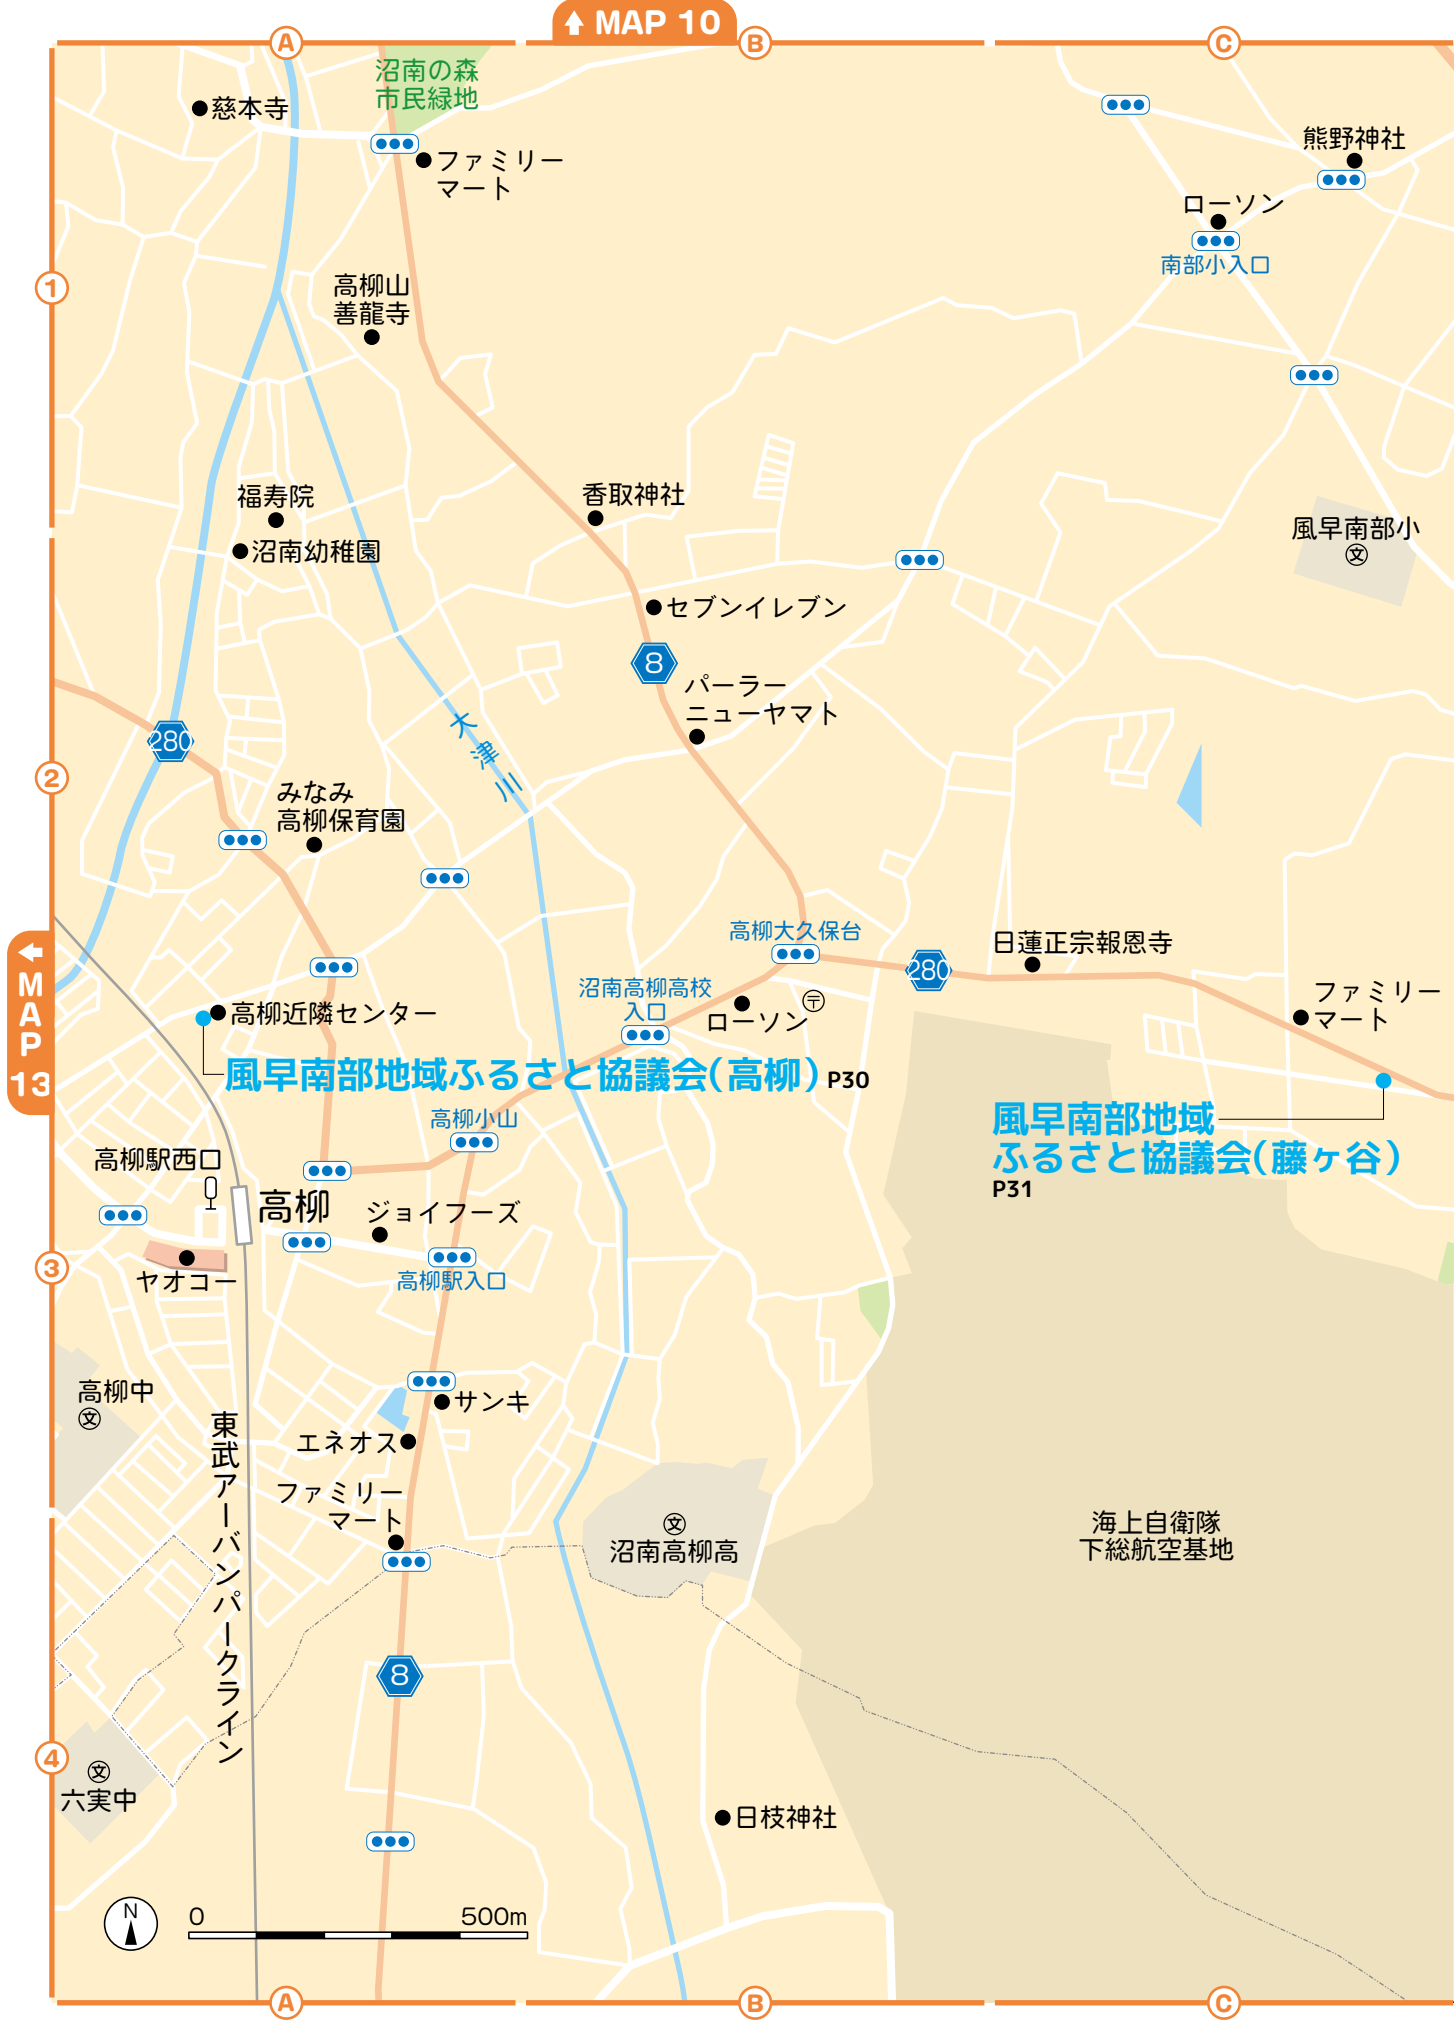 MAP 10
A
B
C
沼南の森
市民緑地
慈本寺
ファミリー
マート
熊野神社
ローソン
南部小入口
1
高柳山
善龍寺
福寿院
沼南幼稚園
香取神社
風早南部小
文
セブンイレブン
8
パーラー
ニューヤマト
大津川
280
2
みなみ
高柳保育園
高柳大久保台
日蓮正宗報恩寺
280
MAP
13
沼南高柳高校
入口
ローソン
〒
ファミリー
マート
高柳近隣センター
風早南部地域ふるさと協議会(高柳) P30
風早南部地域
ふるさと協議会(藤ヶ谷)
P31
高柳小山
高柳駅西口
高柳
ジョイフーズ
高柳駅入口
3
ヤオコー
高柳中
文
サンキ
エネオス
東武アーバンパークライン
ファミリー
マート
文
沼南高柳高
海上自衛隊
下総航空基地
8
4
文
六実中
日枝神社
N
0
500m
A
B
C